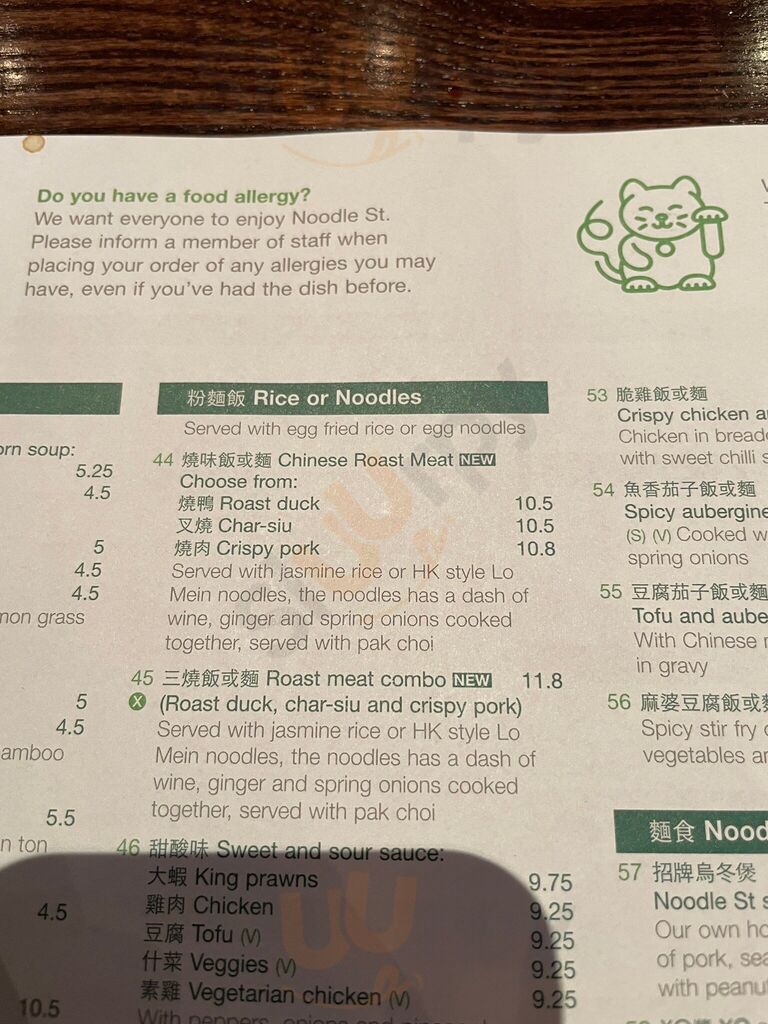 Do you have a food allergy?
We want everyone to enjoy Noodle St.
Please inform a member of staff when
placing your order of any allergies you may
have, even if you've had the dish before.
orn soup:
5.25
4.5
5
4.5
4.5
mon grass
5
4.5
amboo
5.5
n ton
4.5
10.5
粉麵飯 Rice or Noodles
Served with egg fried rice or egg noodles
44 燒味飯或麵 Chinese Roast Meat NEW
Choose from:
燒鴨 Roast duck 10.5
叉燒 Char-siu 10.5
燒肉 Crispy pork 10.8
Served with jasmine rice or HK style Lo
Mein noodles, the noodles has a dash of
wine, ginger and spring onions cooked
together, served with pak choi
45 三燒飯或麵 Roast meat combo NEW 11.8
X (Roast duck, char-siu and crispy pork)
Served with jasmine rice or HK style Lo
Mein noodles, the noodles has a dash of
wine, ginger and spring onions cooked
together, served with pak choi
46 甜酸味 Sweet and sour sauce:
大蝦 King prawns 9.75
雞肉 Chicken 9.25
豆腐 Tofu (V) 9.25
什菜 Veggies (V) 9.25
素雞 Vegetarian chicken (V) 9.25
With peppers, onions and
53 脆雞飯或麵
Crispy chicken a
Chicken in bread
with sweet chilli s
54 魚香茄子飯或麵
Spicy aubergine
(S) (V) Cooked w
spring onions
55 豆腐茄子飯或麵
Tofu and aube
With Chinese
in gravy
56 麻婆豆腐飯或麵
Spicy stir fry
vegetables a
麵食 Nood
57 招牌烏冬煲
Noodle St s
Our own ho
of pork, sea
with peanu